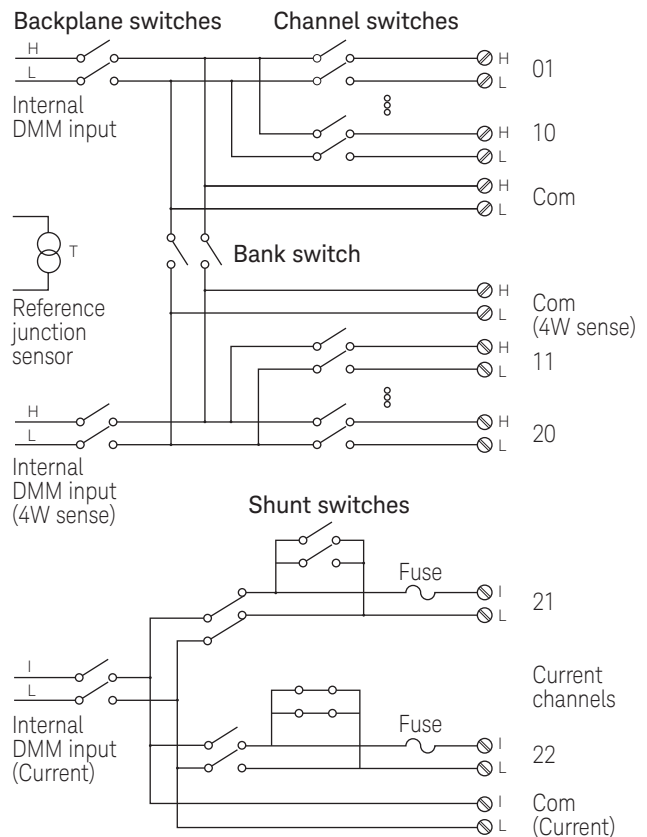 Backplane switches
Channel switches
H
L
H
L
01
Internal
DMM input
H
L
10
H
L
Com
T
Bank switch
Reference
junction
sensor
H
L
Com
(4W sense)
H
L
11
H
L
H
L
20
Internal
DMM input
(4W sense)
Shunt switches
Fuse
I
L
21
I
L
Current
channels
Internal
DMM input
(Current)
Fuse
I
L
22
I
L
Com
(Current)